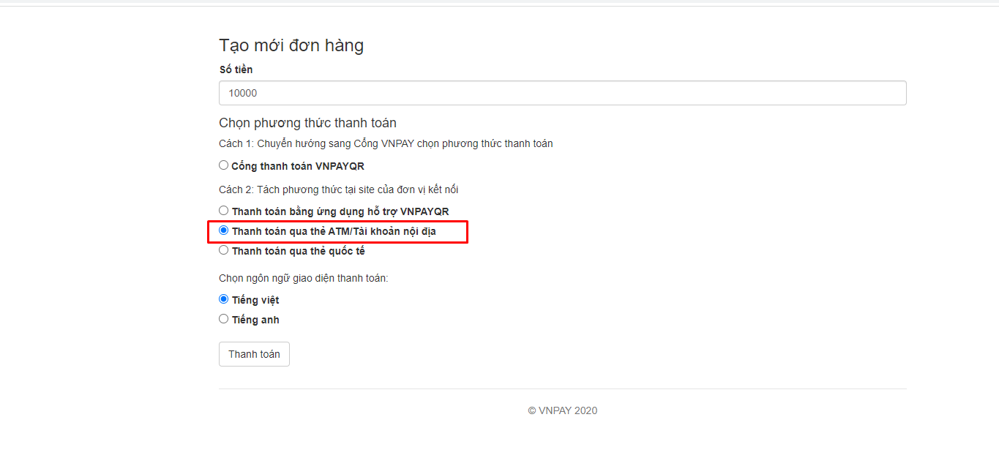 Tạo mới đơn hàng
Số tiền
10000
Chọn phương thức thanh toán
Cách 1: Chuyển hướng sang Cổng VNPAY chọn phương thức thanh toán
Cổng thanh toán VNPAYQR
Cách 2: Tách phương thức tại site của đơn vị kết nối
Thanh toán bằng ứng dụng hỗ trợ VNPAYQR
Thanh toán qua thẻ ATM/Tài khoản nội địa
Thanh toán qua thẻ quốc tế
Chọn ngôn ngữ giao diện thanh toán:
Tiếng việt
Tiếng anh
Thanh toán
© VNPAY 2020